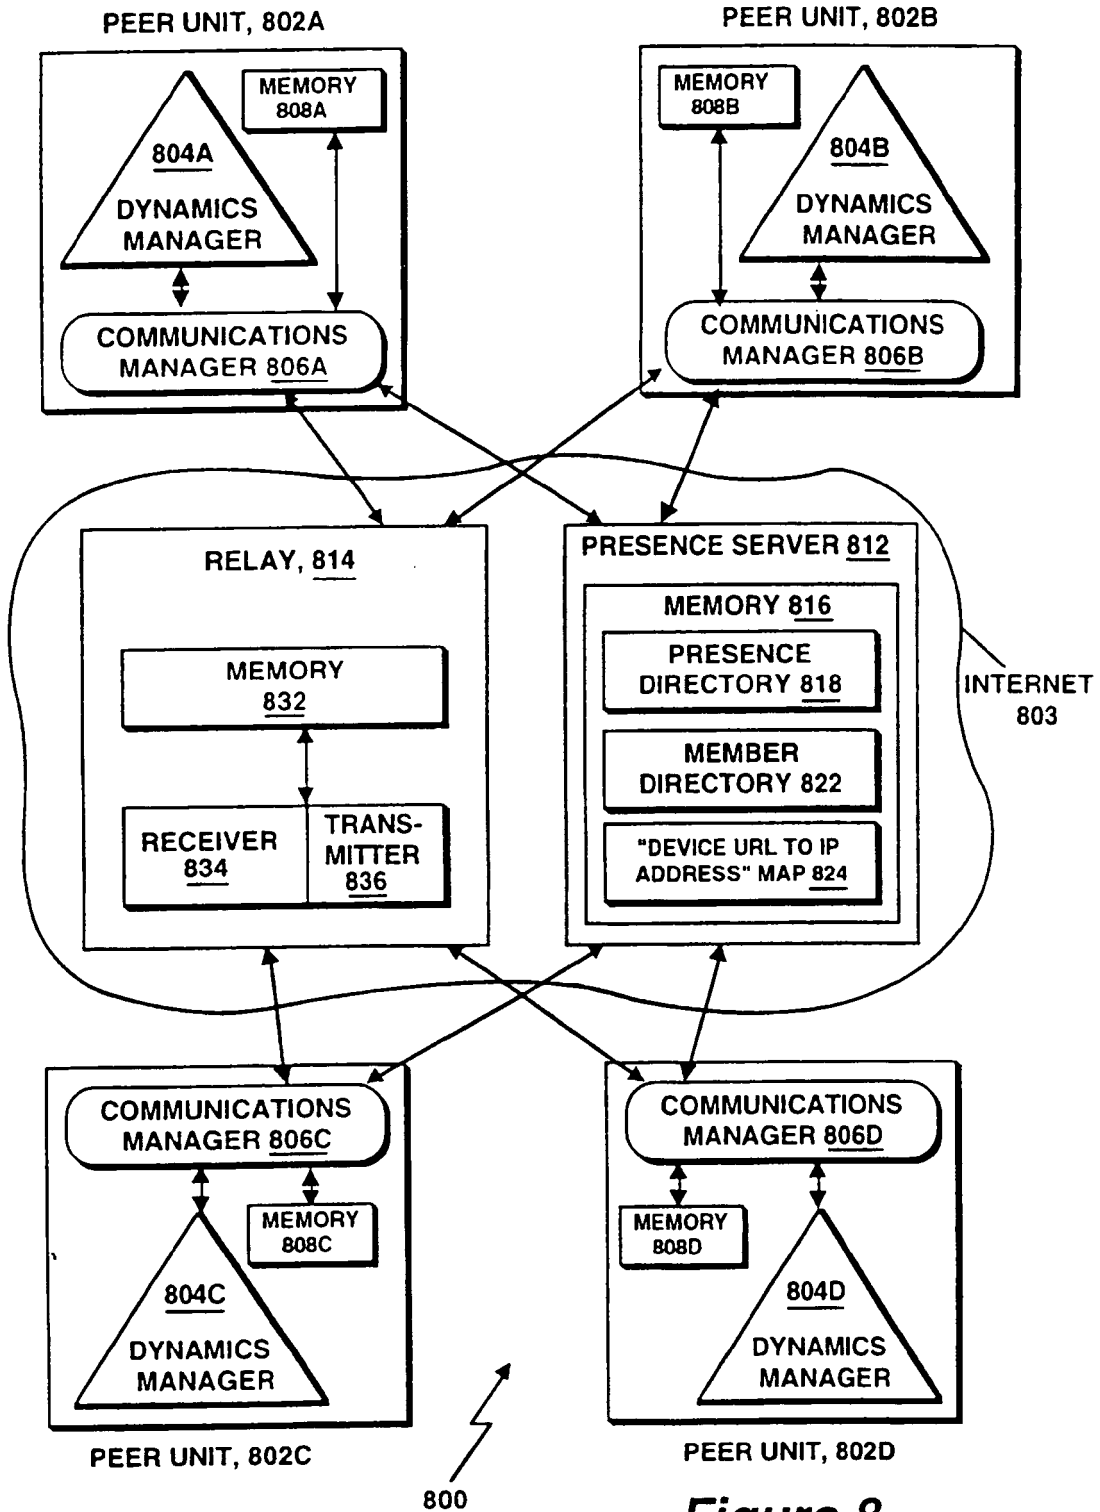 PEER UNIT, 802A
PEER UNIT, 802B
MEMORY
808A
804A
DYNAMICS
MANAGER
COMMUNICATIONS
MANAGER 806A
MEMORY
808B
804B
DYNAMICS
MANAGER
COMMUNICATIONS
MANAGER 806B
RELAY, 814
MEMORY
832
RECEIVER
834
TRANS-
MITTER
836
PRESENCE SERVER 812
MEMORY 816
PRESENCE
DIRECTORY 818
MEMBER
DIRECTORY 822
"DEVICE URL TO IP
ADDRESS" MAP 824
INTERNET
803
COMMUNICATIONS
MANAGER 806C
MEMORY
808C
804C
DYNAMICS
MANAGER
COMMUNICATIONS
MANAGER 806D
MEMORY
808D
804D
DYNAMICS
MANAGER
PEER UNIT, 802C
PEER UNIT, 802D
800
Figure 8